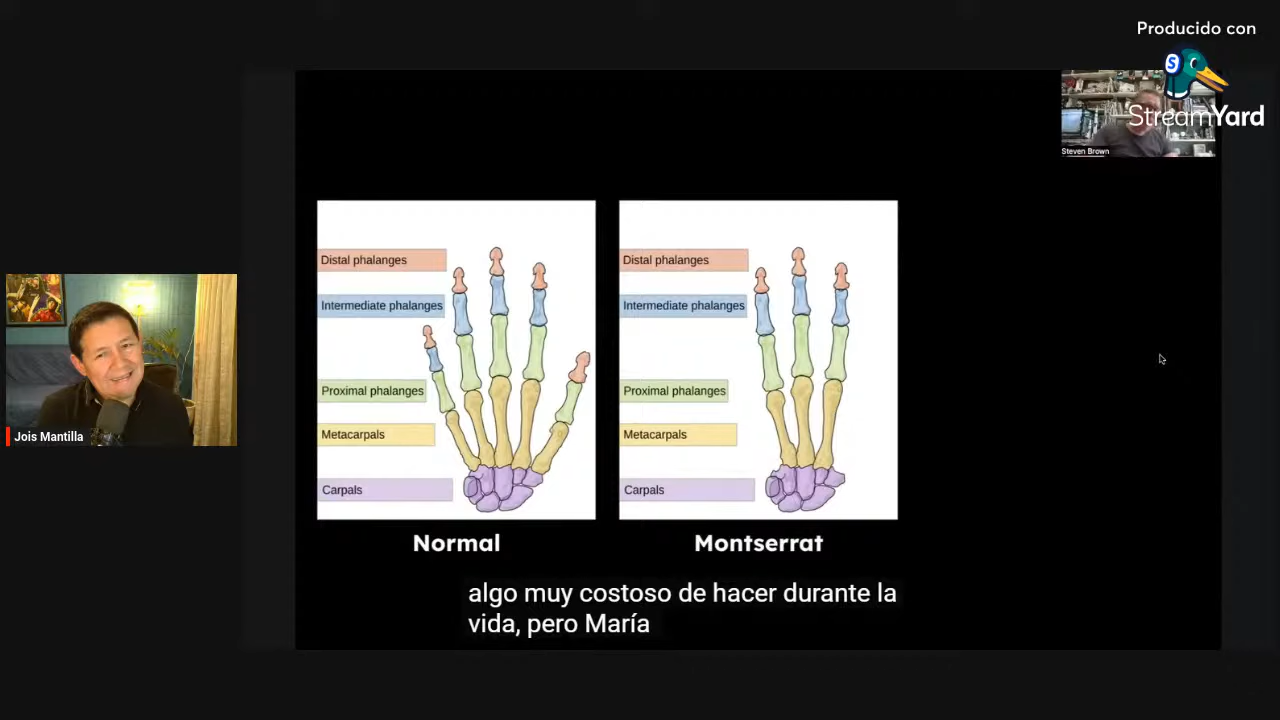 Producido con
StreamYard
Steven Brown
Jois Mantilla
Distal phalanges
Intermediate phalanges
Proximal phalanges
Metacarpals
Carpals
Normal
Distal phalanges
Intermediate phalanges
Proximal phalanges
Metacarpals
Carpals
Montserrat
algo muy costoso de hacer durante la
vida, pero María